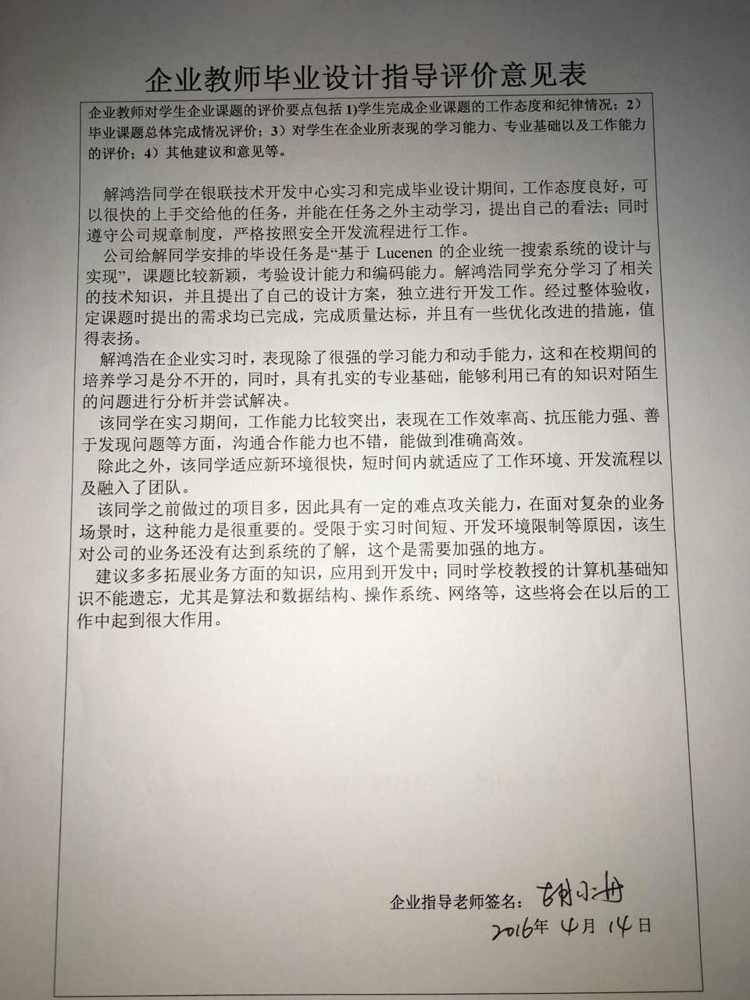 企业教师毕业设计指导评价意见表
企业教师对学生企业课题的评价要点包括 1)学生完成企业课题的工作态度和纪律情况；2）
毕业课题总体完成情况评价；3）对学生在企业所表现的学习能力、专业基础以及工作能力
的评价；4）其他建议和意见等。
解鸿浩同学在银联技术开发中心实习和完成毕业设计期间，工作态度良好，可
以很快的上手交给他的任务，并能在任务之外主动学习，提出自己的看法；同时
遵守公司规章制度，严格按照安全开发流程进行工作。
公司给解同学安排的毕设任务是“基于 Lucenen 的企业统一搜索系统的设计与
实现”，课题比较新颖，考验设计能力和编码能力。解鸿浩同学充分学习了相关
的技术知识，并且提出了自己的设计方案，独立进行开发工作。经过整体验收，
定课题时提出的需求均已完成，完成质量达标，并且有一些优化改进的措施，值
得表扬。
解鸿浩在企业实习时，表现除了很强的学习能力和动手能力，这和在校期间的
培养学习是分不开的，同时，具有扎实的专业基础，能够利用已有的知识对陌生
的问题进行分析并尝试解决。
该同学在实习期间，工作能力比较突出，表现在工作效率高、抗压能力强、善
于发现问题等方面，沟通合作能力也不错，能做到准确高效。
除此之外，该同学适应新环境很快，短时间内就适应了工作环境、开发流程以
及融入了团队。
该同学之前做过的项目多，因此具有一定的难点攻关能力，在面对复杂的业务
场景时，这种能力是很重要的。受限于实习时间短、开发环境限制等原因，该生
对公司的业务还没有达到系统的了解，这个是需要加强的地方。
建议多多拓展业务方面的知识，应用到开发中；同时学校教授的计算机基础知
识不能遗忘，尤其是算法和数据结构、操作系统、网络等，这些将会在以后的工
作中起到很大作用。
企业指导老师签名：胡小丹
2016年 4月 14日